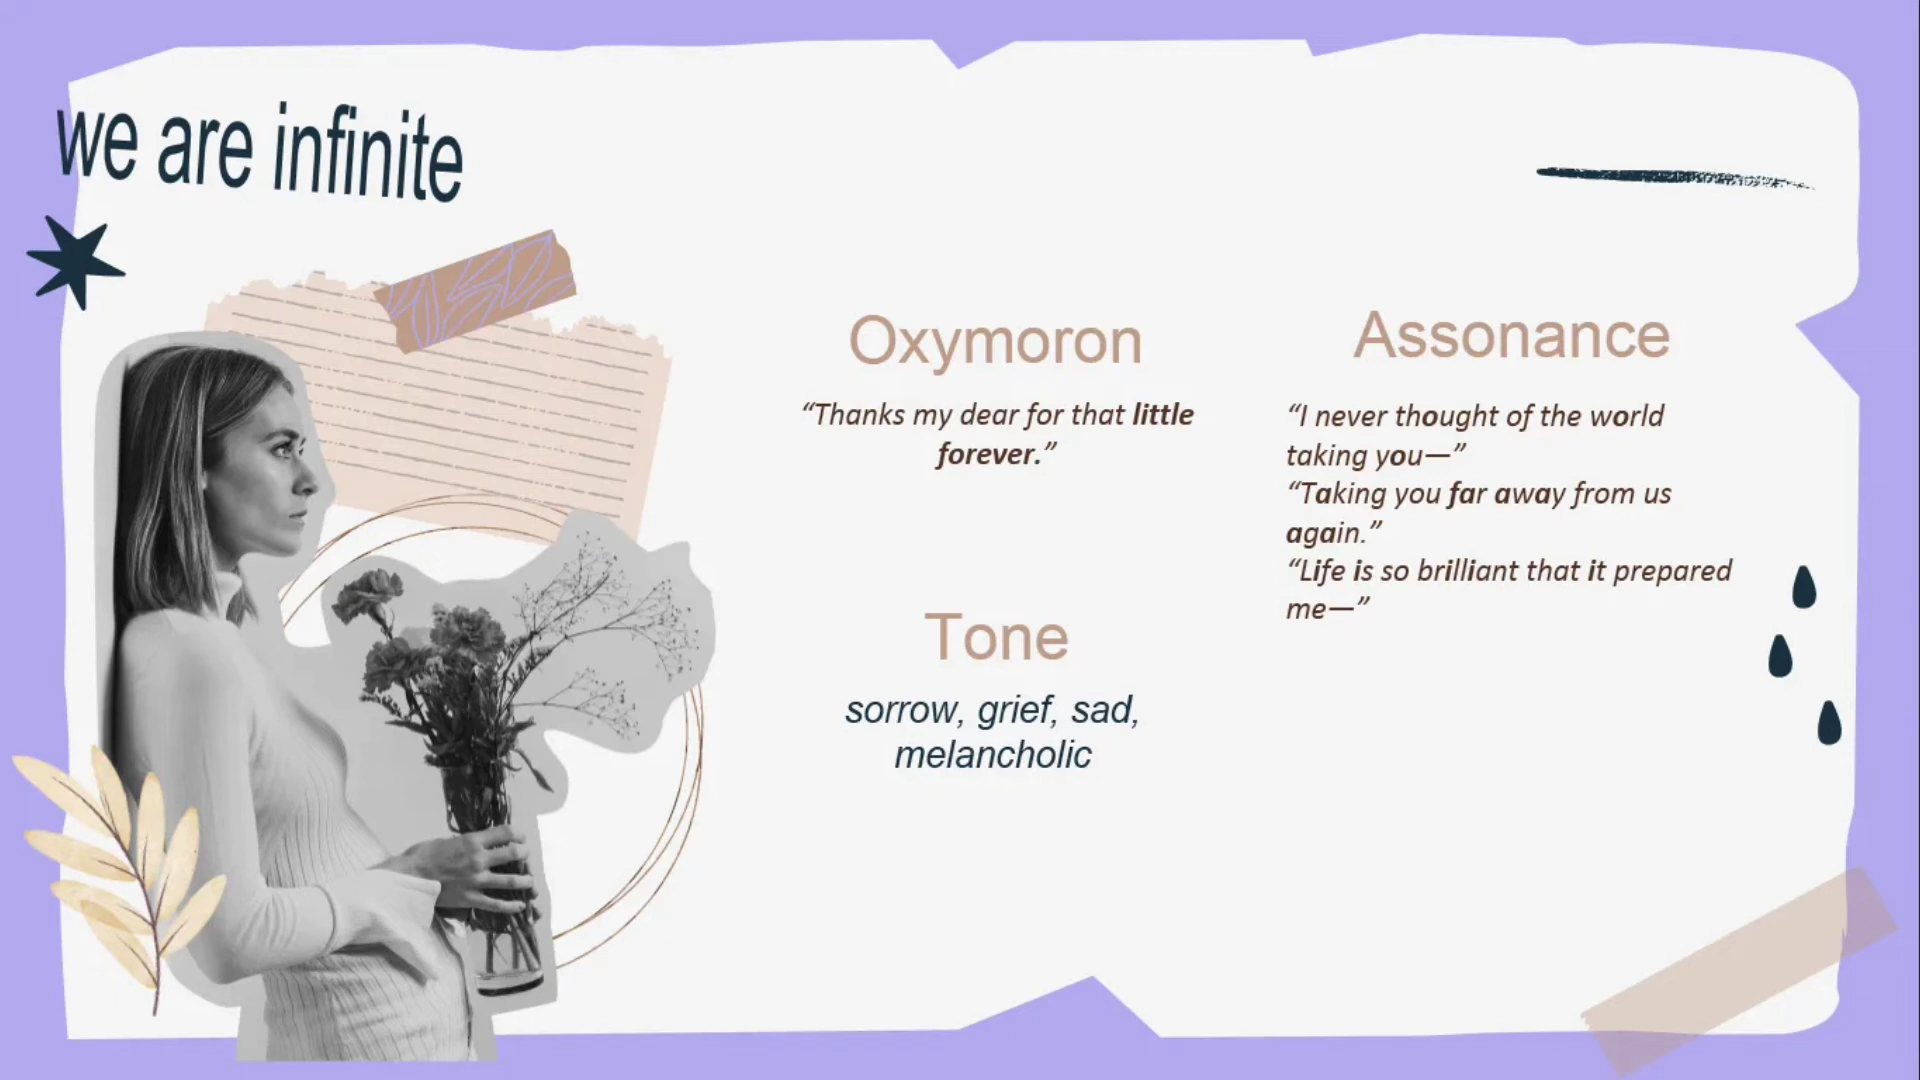 we are infinite
Oxymoron
“Thanks my dear for that little
forever.”
Tone
sorrow, grief, sad,
melancholic
Assonance
“I never thought of the world
taking you—”
“Taking you far away from us
again.”
“Life is so brilliant that it prepared
me—”